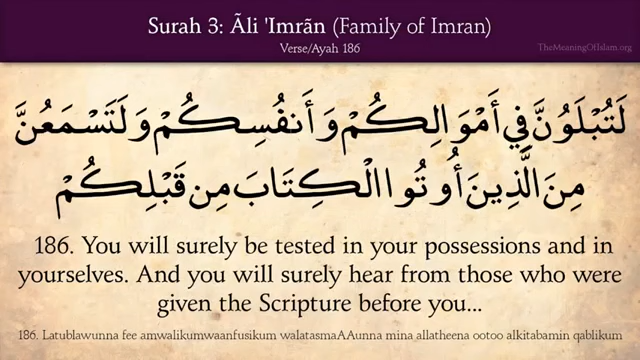 Surah 3: Ãli 'Imrãn (Family of Imran)
Verse/Ayah 186
TheMeaningOfIslam.org
لَتُبْلَوُنَّ فِي أَمْوَالِكُمْ وَأَنفُسِكُمْ وَلَتَسْمَعُنَّ
مِنَ الَّذِينَ أُوتُوا الْكِتَابَ مِن قَبْلِكُمْ
186. You will surely be tested in your possessions and in
yourselves. And you will surely hear from those who were
given the Scripture before you...
186. Latublawunna fee amwalikumwaanfusikum walatasmaAAunna mina allatheena ootoo alkitabamin qablikum